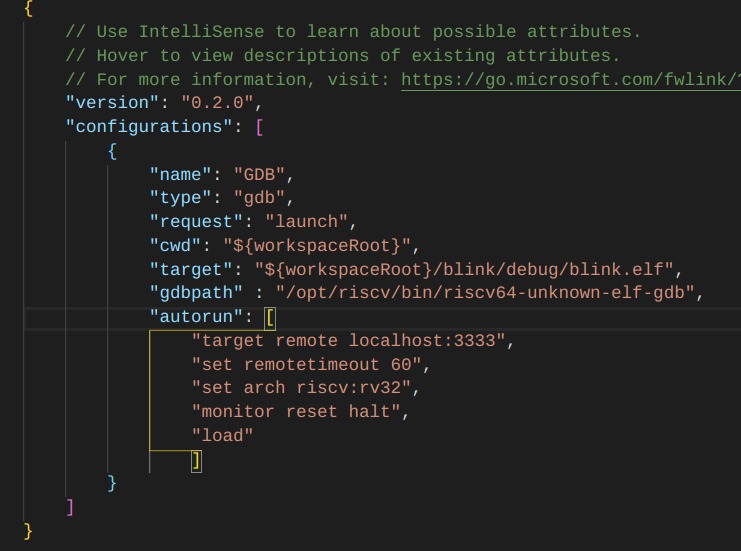 {
// Use IntelliSense to learn about possible attributes.
// Hover to view descriptions of existing attributes.
// For more information, visit: https://go.microsoft.com/fwlink/?
"version": "0.2.0",
"configurations": [
{
"name": "GDB",
"type": "gdb",
"request": "launch",
"cwd": "${workspaceRoot}",
"target": "${workspaceRoot}/blink/debug/blink.elf",
"gdbpath" : "/opt/riscv/bin/riscv64-unknown-elf-gdb",
"autorun": [
"target remote localhost:3333",
"set remotetimeout 60",
"set arch riscv:rv32",
"monitor reset halt",
"load"
]
}
]
}